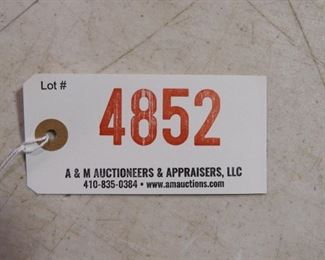 Lot #
4852
A & M AUCTIONEERS & APPRAISERS, LLC
410-835-0384 • www.amauctions.com